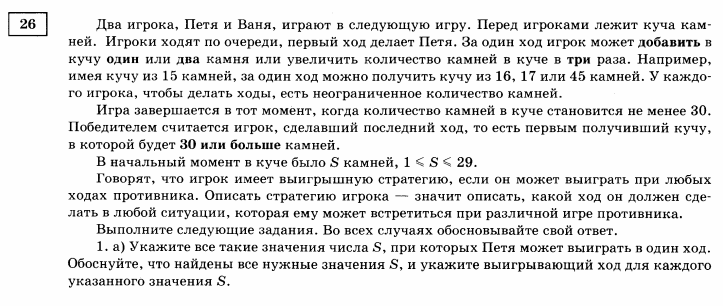 26
Два игрока, Петя и Ваня, играют в следующую игру. Перед игроками лежит куча кам-
ней. Игроки ходят по очереди, первый ход делает Петя. За один ход игрок может добавить в
кучу один или два камня или увеличить количество камней в куче в три раза. Например,
имея кучу из 15 камней, за один ход можно получить кучу из 16, 17 или 45 камней. У каждо-
го игрока, чтобы делать ходы, есть неограниченное количество камней.
Игра завершается в тот момент, когда количество камней в куче становится не менее 30.
Победителем считается игрок, сделавший последний ход, то есть первым получивший кучу,
в которой будет 30 или больше камней.
В начальный момент в куче было S камней, 1 ⩽ S ⩽ 29.
Говорят, что игрок имеет выигрышную стратегию, если он может выиграть при любых
ходах противника. Описать стратегию игрока — значит описать, какой ход он должен сде-
лать в любой ситуации, которая ему может встретиться при различной игре противника.
Выполните следующие задания. Во всех случаях обосновывайте свой ответ.
1. а) Укажите все такие значения числа S, при которых Петя может выиграть в один ход.
Обоснуйте, что найдены все нужные значения S, и укажите выигрывающий ход для каждого
указанного значения S.